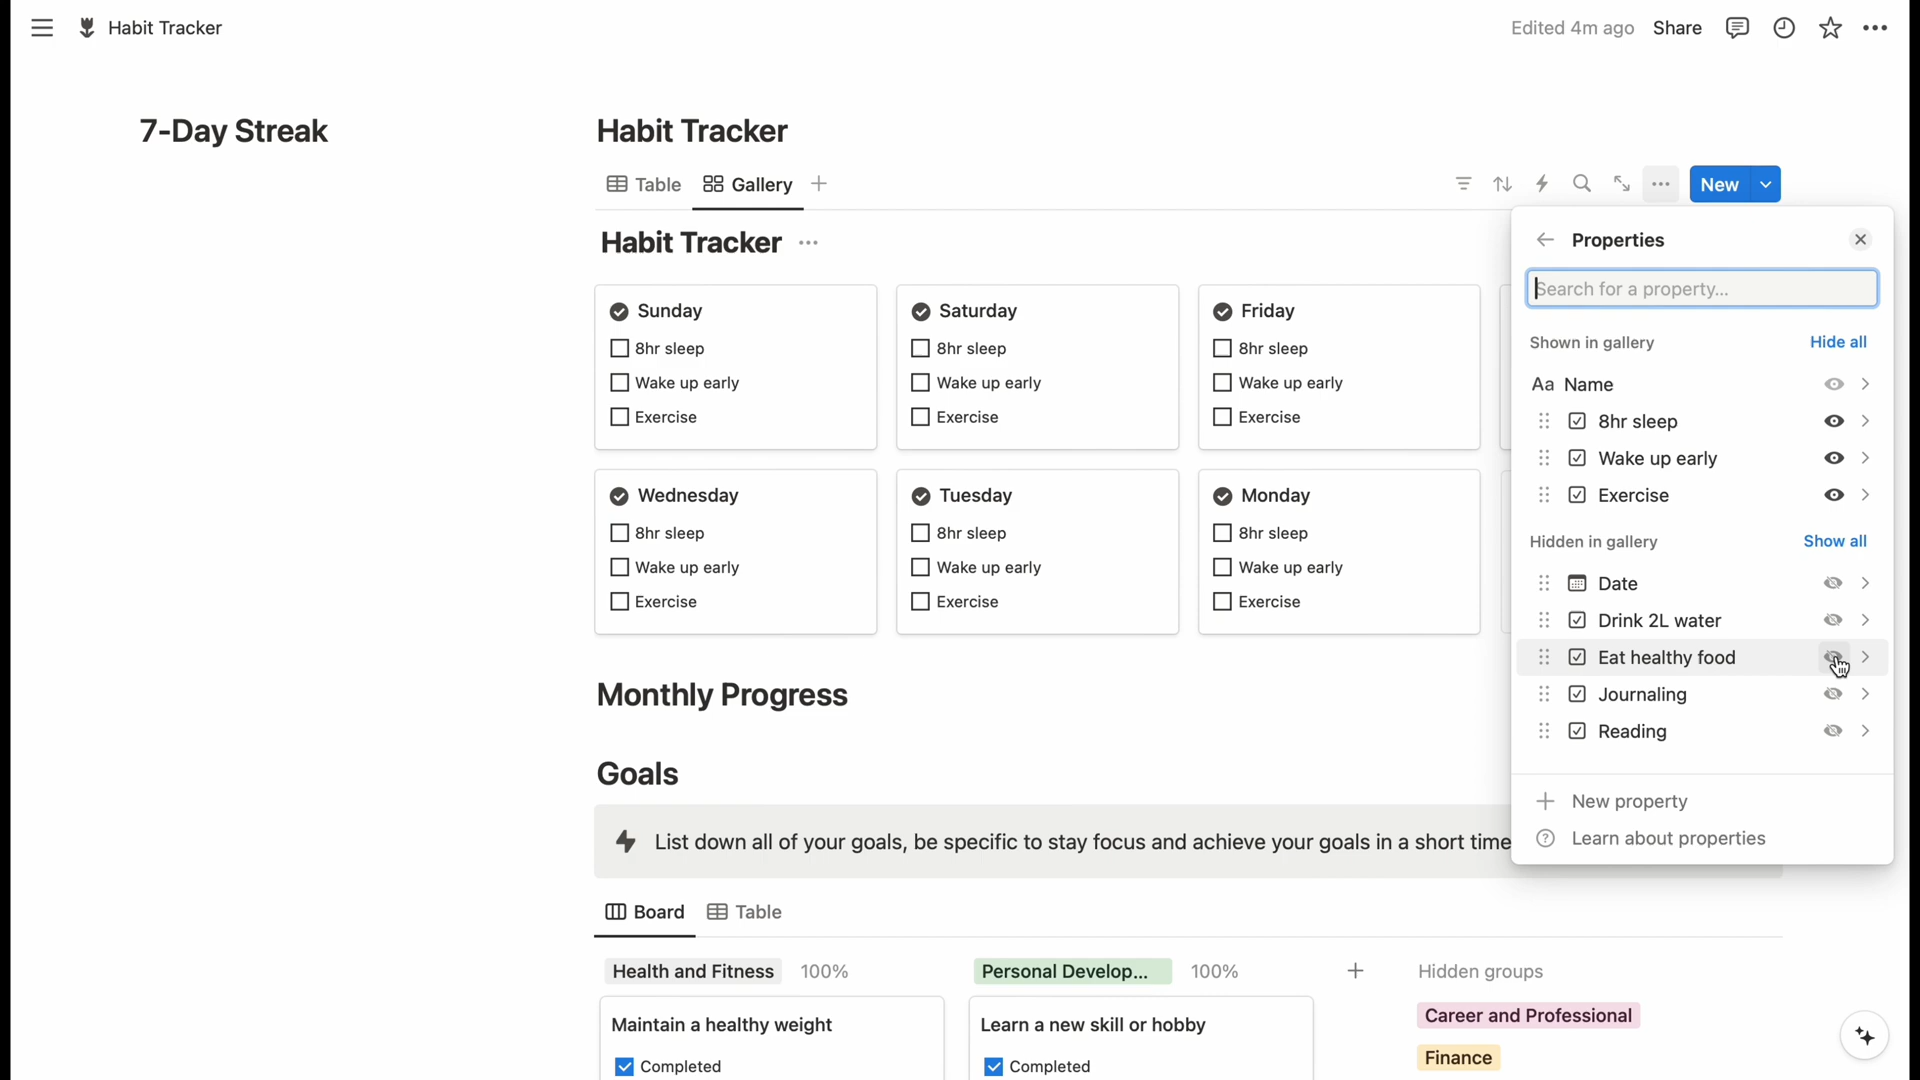 Habit Tracker
Edited 4m ago Share
7-Day Streak
Habit Tracker
Table Gallery
New
Habit Tracker
Sunday
8hr sleep
Wake up early
Exercise
Saturday
8hr sleep
Wake up early
Exercise
Friday
8hr sleep
Wake up early
Exercise
Wednesday
8hr sleep
Wake up early
Exercise
Tuesday
8hr sleep
Wake up early
Exercise
Monday
8hr sleep
Wake up early
Exercise
Properties
Search for a property...
Shown in gallery Hide all
Aa Name
8hr sleep
Wake up early
Exercise
Hidden in gallery Show all
Date
Drink 2L water
Eat healthy food
Journaling
Reading
New property
Learn about properties
Monthly Progress
Goals
List down all of your goals, be specific to stay focus and achieve your goals in a short time
Board Table
Health and Fitness 100%
Maintain a healthy weight
Completed
Personal Develop... 100%
Learn a new skill or hobby
Completed
Hidden groups
Career and Professional
Finance